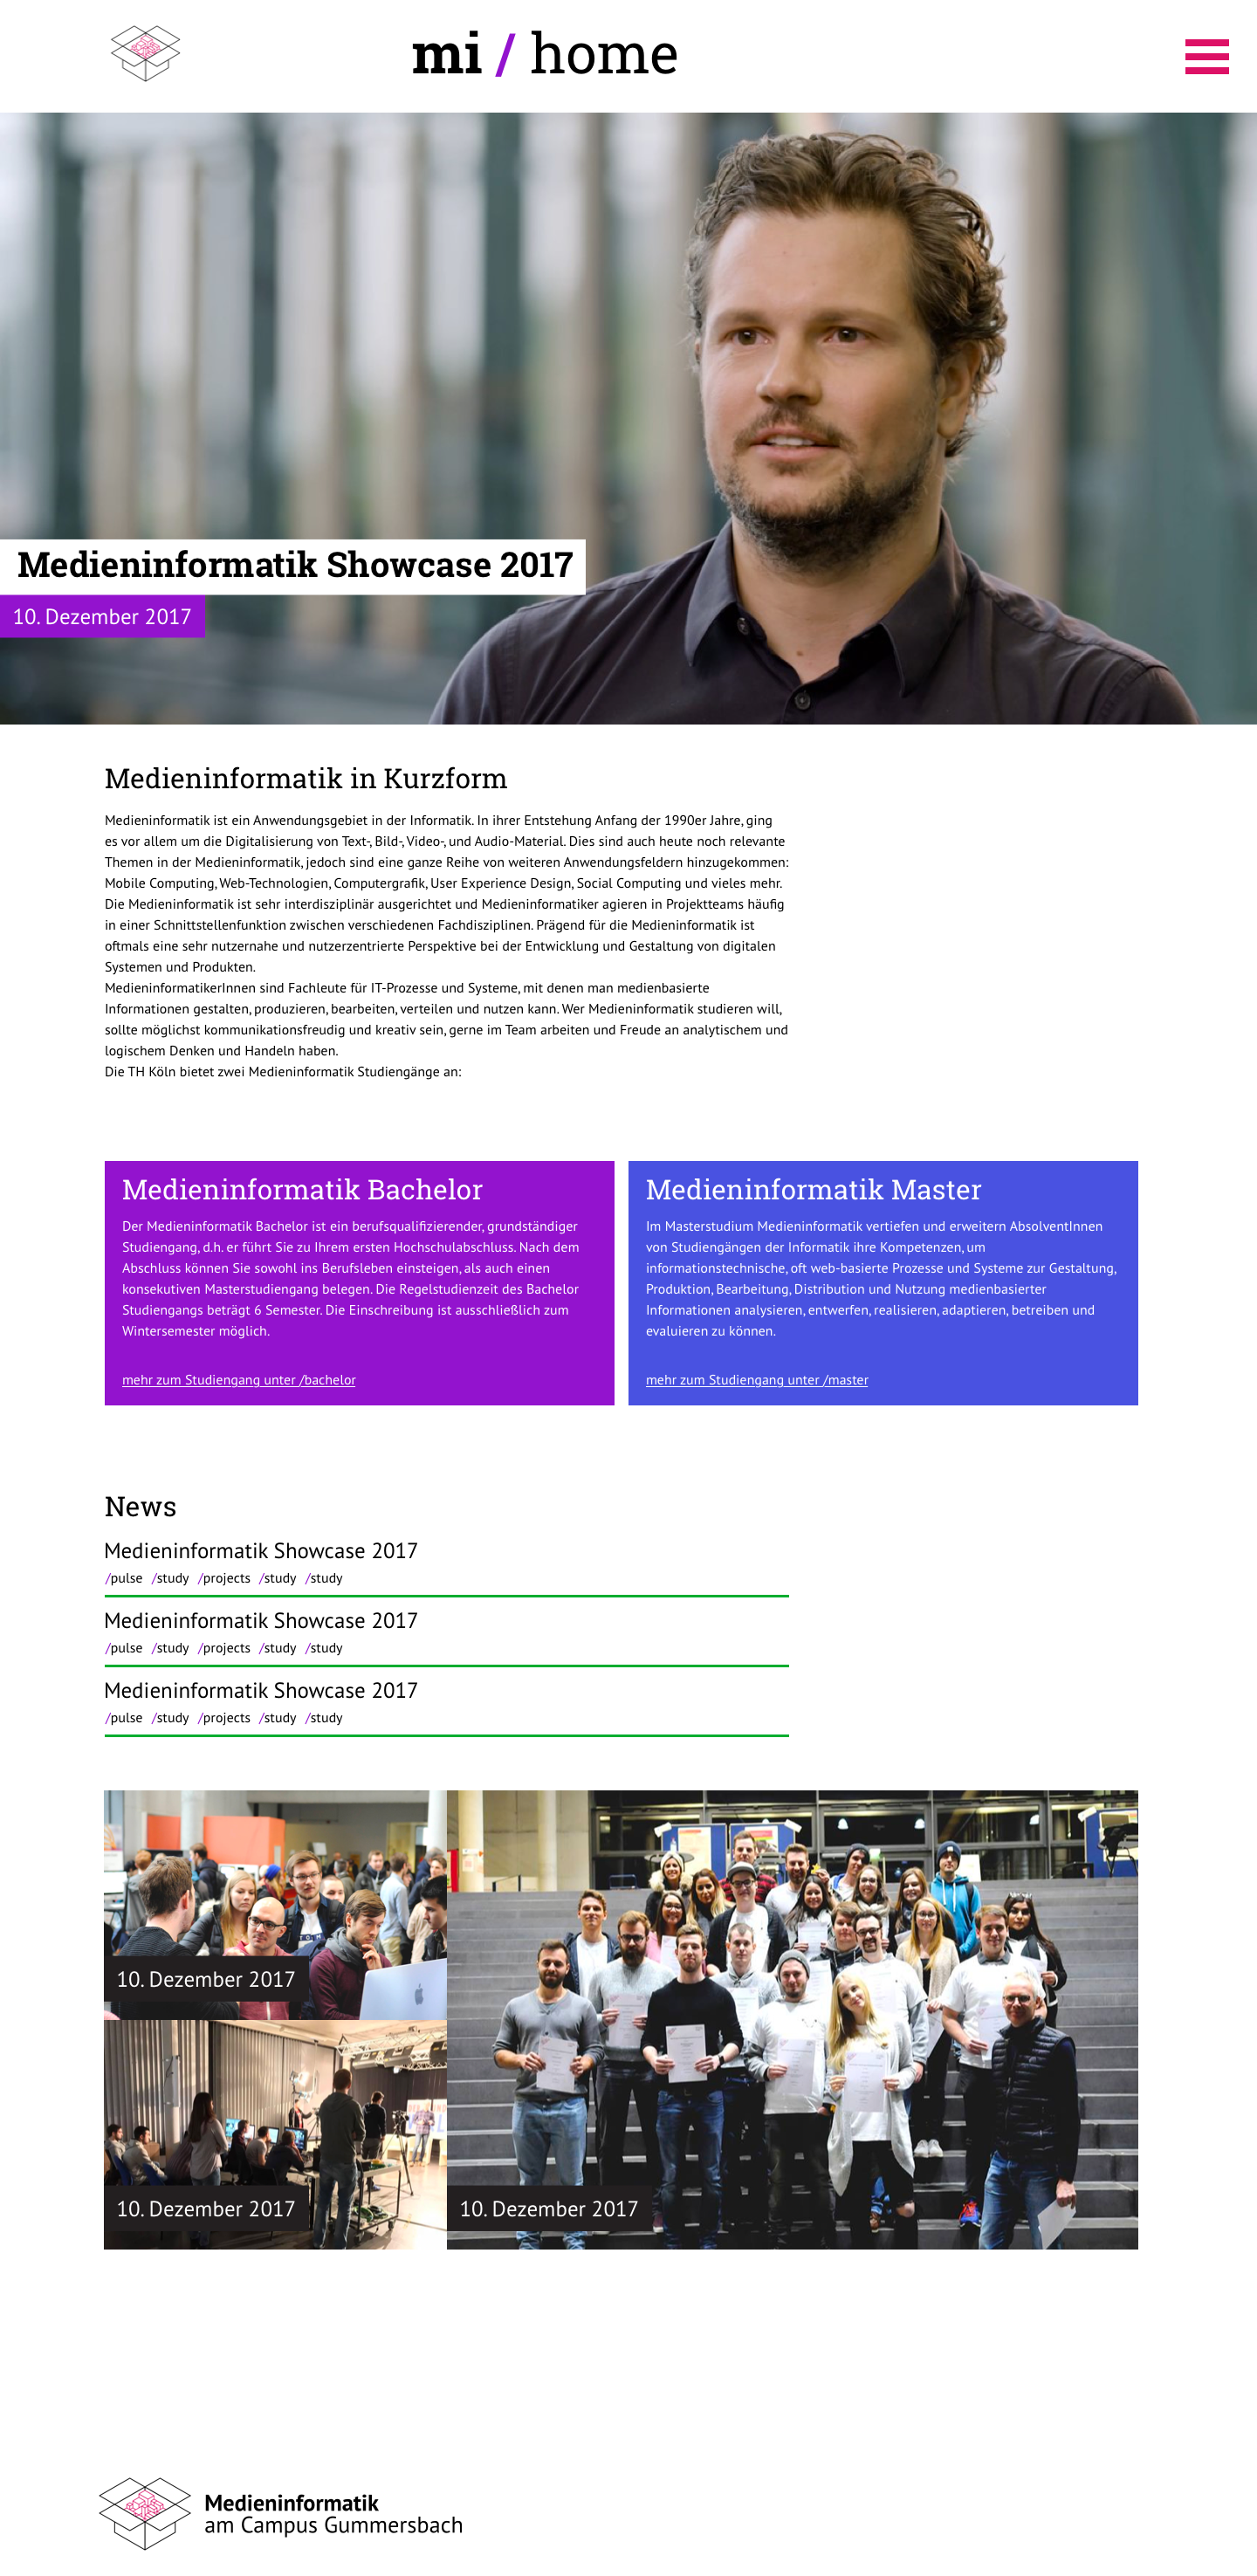 mi / home
Medieninformatik Showcase 2017
10. Dezember 2017
Medieninformatik in Kurzform
Medieninformatik ist ein Anwendungsgebiet in der Informatik. In ihrer Entstehung Anfang der 1990er Jahre, ging
es vor allem um die Digitalisierung von Text-, Bild-, Video-, und Audio-Material. Dies sind auch heute noch relevante
Themen in der Medieninformatik, jedoch sind eine ganze Reihe von weiteren Anwendungsfeldern hinzugekommen:
Mobile Computing, Web-Technologien, Computergrafik, User Experience Design, Social Computing und vieles mehr.
Die Medieninformatik ist sehr interdisziplinär ausgerichtet und Medieninformatiker agieren in Projektteams häufig
in einer Schnittstellenfunktion zwischen verschiedenen Fachdisziplinen. Prägend für die Medieninformatik ist
oftmals eine sehr nutzernahe und nutzerzentrierte Perspektive bei der Entwicklung und Gestaltung von digitalen
Systemen und Produkten.
MedieninformatikerInnen sind Fachleute für IT-Prozesse und Systeme, mit denen man medienbasierte
Informationen gestalten, produzieren, bearbeiten, verteilen und nutzen kann. Wer Medieninformatik studieren will,
sollte möglichst kommunikationsfreudig und kreativ sein, gerne im Team arbeiten und Freude an analytischem und
logischem Denken und Handeln haben.
Die TH Köln bietet zwei Medieninformatik Studiengänge an:
Medieninformatik Bachelor
Der Medieninformatik Bachelor ist ein berufsqualifizierender, grundständiger
Studiengang, d.h. er führt Sie zu Ihrem ersten Hochschulabschluss. Nach dem
Abschluss können Sie sowohl ins Berufsleben einsteigen, als auch einen
konsekutiven Masterstudiengang belegen. Die Regelstudienzeit des Bachelor
Studiengangs beträgt 6 Semester. Die Einschreibung ist ausschließlich zum
Wintersemester möglich.
mehr zum Studiengang unter /bachelor
Medieninformatik Master
Im Masterstudium Medieninformatik vertiefen und erweitern AbsolventInnen
von Studiengängen der Informatik ihre Kompetenzen, um
informationstechnische, oft web-basierte Prozesse und Systeme zur Gestaltung,
Produktion, Bearbeitung, Distribution und Nutzung medienbasierter
Informationen analysieren, entwerfen, realisieren, adaptieren, betreiben und
evaluieren zu können.
mehr zum Studiengang unter /master
News
Medieninformatik Showcase 2017
/pulse /study /projects /study /study
Medieninformatik Showcase 2017
/pulse /study /projects /study /study
Medieninformatik Showcase 2017
/pulse /study /projects /study /study
10. Dezember 2017
10. Dezember 2017
10. Dezember 2017
Medieninformatik
am Campus Gummersbach